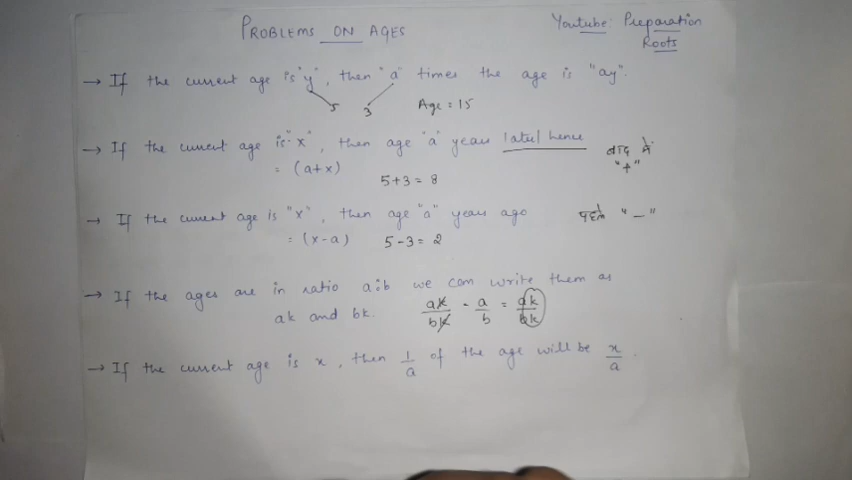 PROBLEMS ON AGES
Youtube: Preparation
Roots
→ If the current age is "y", then "a" times the age is "ay".
5 3 Age = 15
→ If the current age is "x", then age "a" years later/hence
= (a+x)
5+3 = 8
बाद में
"+"
→ If the current age is "x", then age "a" years ago
= (x-a) 5-3 = 2
पहले "-"
→ If the ages are in ratio a:b we can write them as
ak and bk. ak/bk = a/b = ak/bk
→ If the current age is x, then 1/a of the age will be x/a.